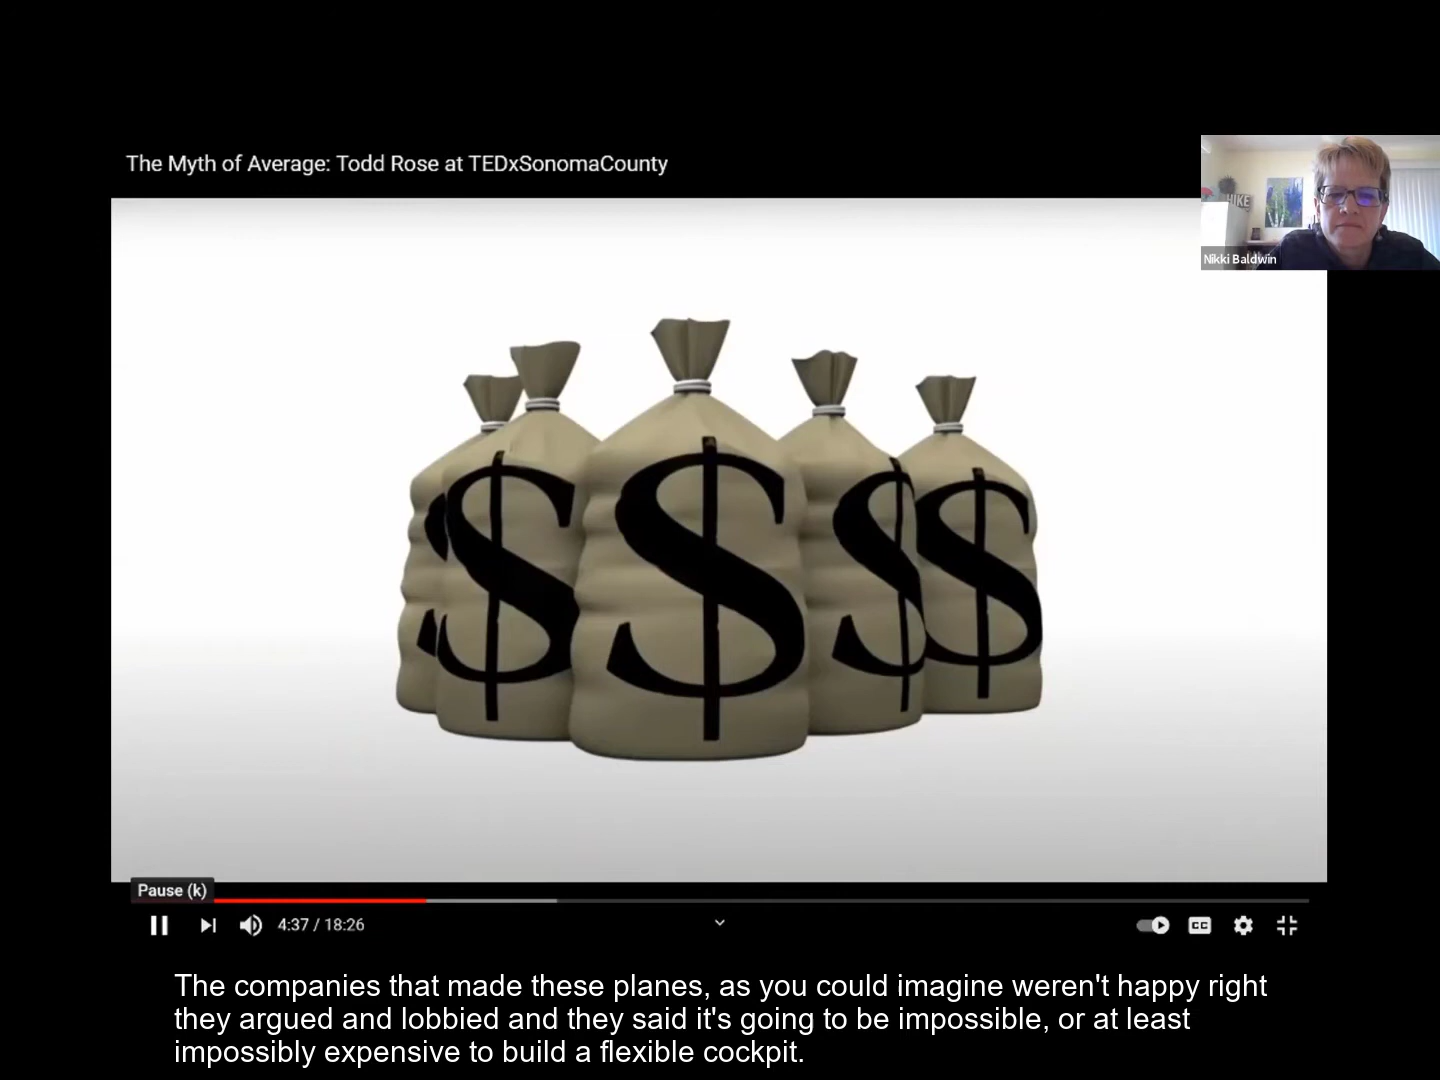 The Myth of Average: Todd Rose at TEDxSonomaCounty
HIKE
Nikki Baldwin
$ $ $ $ $
Pause (k)
4:37 / 18:26
CC
The companies that made these planes, as you could imagine weren't happy right
they argued and lobbied and they said it's going to be impossible, or at least
impossibly expensive to build a flexible cockpit.